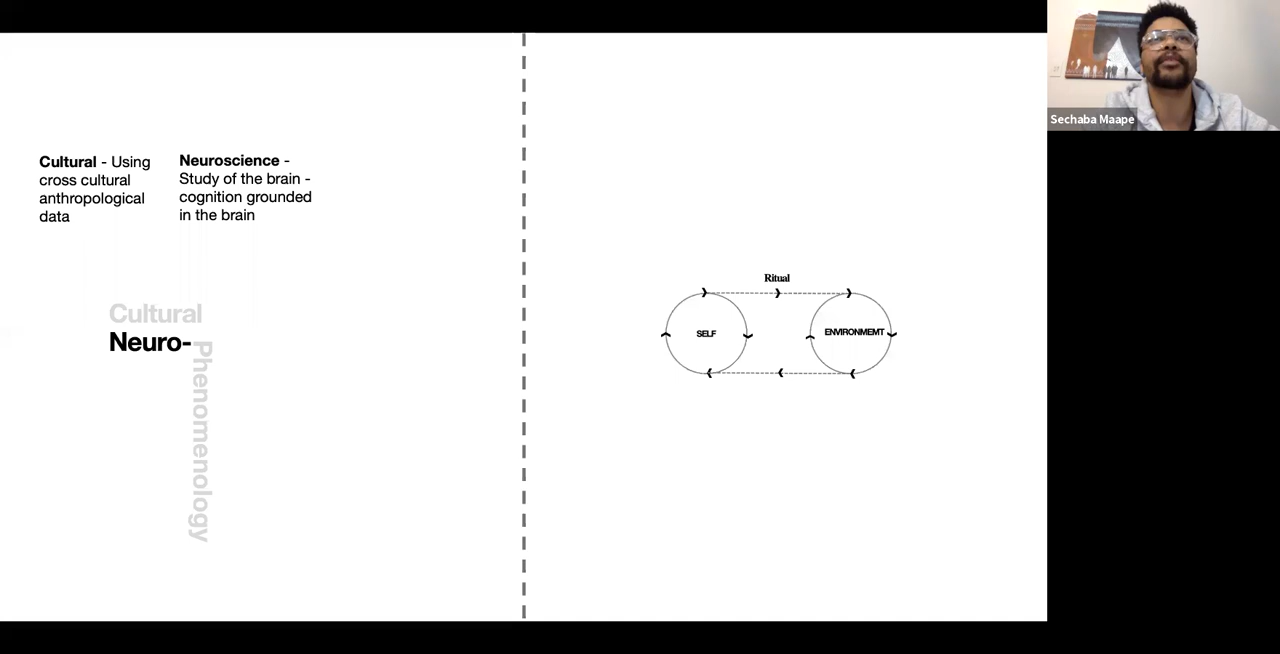 Sechaba Maape
Cultural - Using
cross cultural
anthropological
data
Neuroscience -
Study of the brain -
cognition grounded
in the brain
Cultural
Neuro-
Phenomenology
Ritual
SELF
ENVIRONMEMT